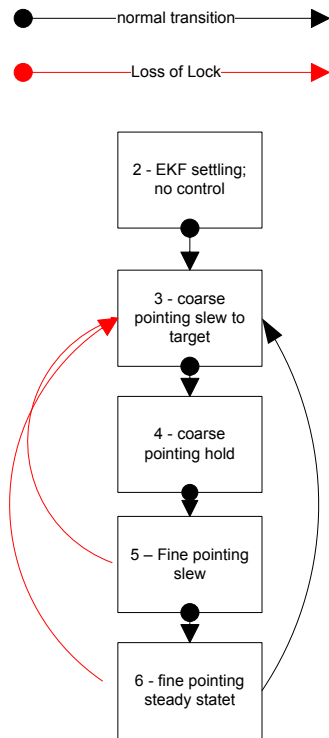 normal transition
Loss of Lock
2 - EKF settling;
no control
3 - coarse
pointing slew to
target
4 - coarse
pointing hold
5 – Fine pointing
slew
6 - fine pointing
steady statet